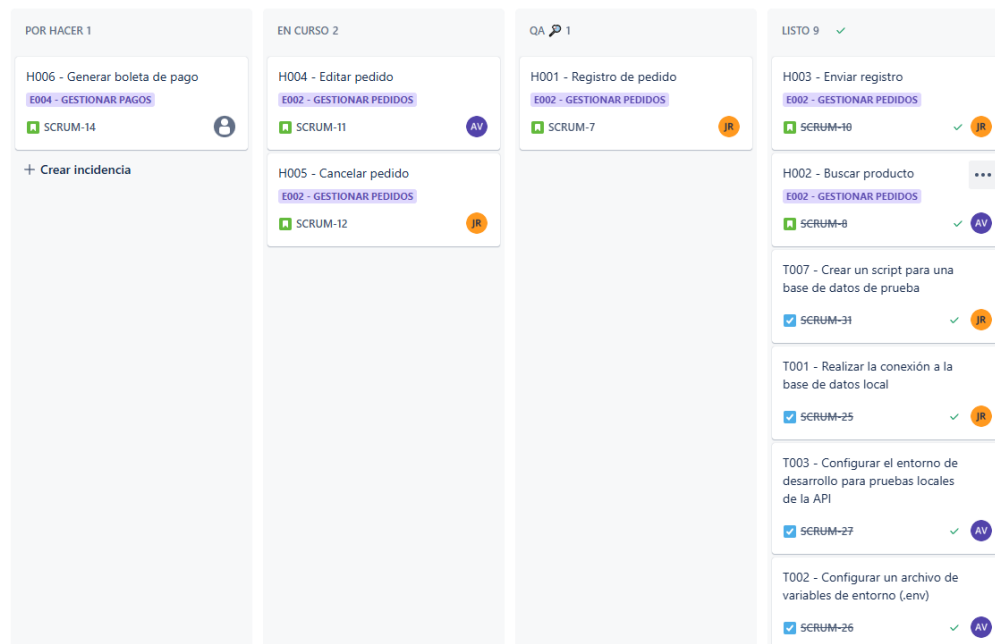 POR HACER 1
H006 - Generar boleta de pago
E004 - GESTIONAR PAGOS
SCRUM-14
+ Crear incidencia
EN CURSO 2
H004 - Editar pedido
E002 - GESTIONAR PEDIDOS
SCRUM-11
AV
H005 - Cancelar pedido
E002 - GESTIONAR PEDIDOS
SCRUM-12
JR
QA 🔎 1
H001 - Registro de pedido
E002 - GESTIONAR PEDIDOS
SCRUM-7
JR
LISTO 9
H003 - Enviar registro
E002 - GESTIONAR PEDIDOS
SCRUM-10
JR
H002 - Buscar producto
E002 - GESTIONAR PEDIDOS
SCRUM-8
AV
T007 - Crear un script para una
base de datos de prueba
SCRUM-31
JR
T001 - Realizar la conexión a la
base de datos local
SCRUM-25
JR
T003 - Configurar el entorno de
desarrollo para pruebas locales
de la API
SCRUM-27
AV
T002 - Configurar un archivo de
variables de entorno (.env)
SCRUM-26
AV